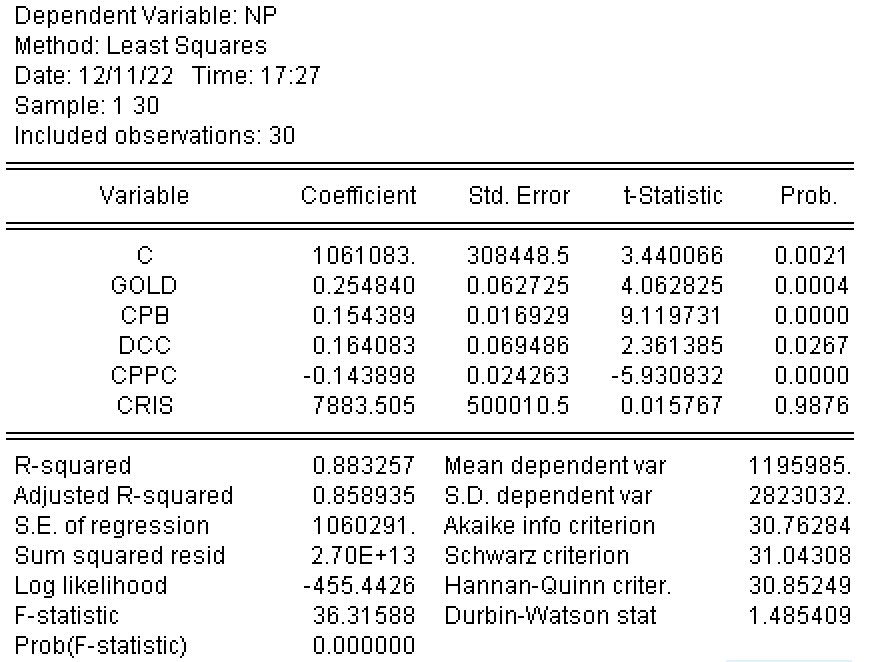 Dependent Variable: NP
Method: Least Squares
Date: 12/11/22 Time: 17:27
Sample: 1 30
Included observations: 30
Variable Coefficient Std. Error t-Statistic Prob.
C 1061083. 308448.5 3.440066 0.0021
GOLD 0.254840 0.062725 4.062825 0.0004
CPB 0.154389 0.016929 9.119731 0.0000
DCC 0.164083 0.069486 2.361385 0.0267
CPPC -0.143898 0.024263 -5.930832 0.0000
CRIS 7883.505 500010.5 0.015767 0.9876
R-squared 0.883257 Mean dependent var 1195985.
Adjusted R-squared 0.858935 S.D. dependent var 2823032.
S.E. of regression 1060291. Akaike info criterion 30.76284
Sum squared resid 2.70E+13 Schwarz criterion 31.04308
Log likelihood -455.4426 Hannan-Quinn criter. 30.85249
F-statistic 36.31588 Durbin-Watson stat 1.485409
Prob(F-statistic) 0.000000